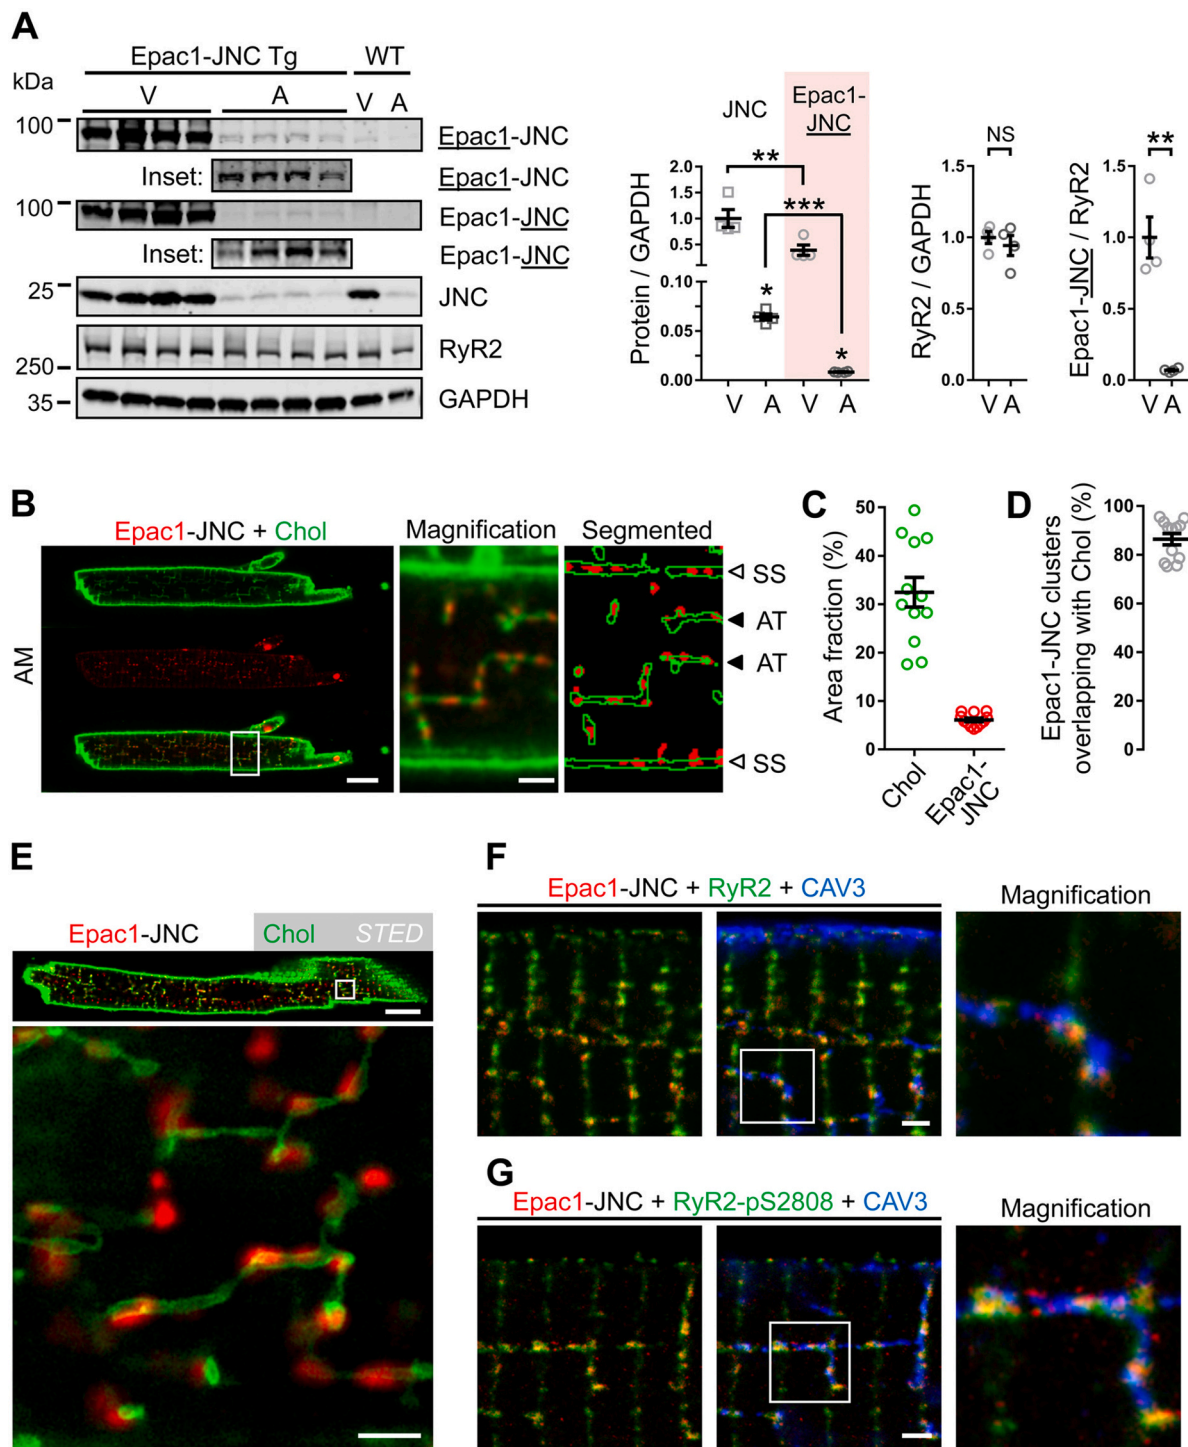 A
Epac1-JNC Tg WT
kDa
V A V A
100
Epac1-JNC
Inset: Epac1-JNC
100
Epac1-JNC
Inset: Epac1-JNC
25
JNC
RyR2
250
35
GAPDH
JNC
Epac1-
JNC
Protein / GAPDH
2.0
1.5
1.0
0.5
0.10
0.05
0.00
**
***
*
*
V A V A
NS
RyR2 / GAPDH
1.5
1.0
0.5
0.0
V A
**
Epac1-JNC / RyR2
1.5
1.0
0.5
0.0
V A
B
Epac1-JNC + Chol
Magnification
Segmented
AM
SS
AT
AT
SS
C
Area fraction (%)
50
40
30
20
10
0
Chol
Epac1-
JNC
D
Epac1-JNC clusters
overlapping with Chol (%)
100
80
60
40
20
0
E
Epac1-JNC
Chol STED
F
Epac1-JNC + RyR2 + CAV3
Magnification
G
Epac1-JNC + RyR2-pS2808 + CAV3
Magnification